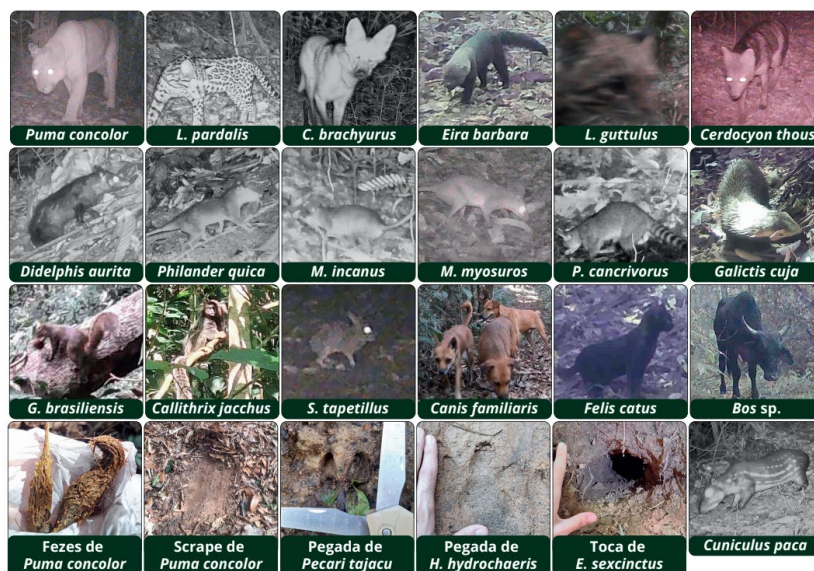 Puma concolor
L. pardalis
C. brachyurus
Eira barbara
L. guttulus
Cerdocyon thous
Didelphis aurita
Philander quica
M. incanus
M. myosuros
P. cancrivorus
Galictis cuja
G. brasiliensis
Callithrix jacchus
S. tapetillus
Canis familiaris
Felis catus
Bos sp.
Fezes de
Puma concolor
Scrape de
Puma concolor
Pegada de
Pecari tajacu
Pegada de
H. hydrochaeris
Toca de
E. sexcinctus
Cuniculus paca